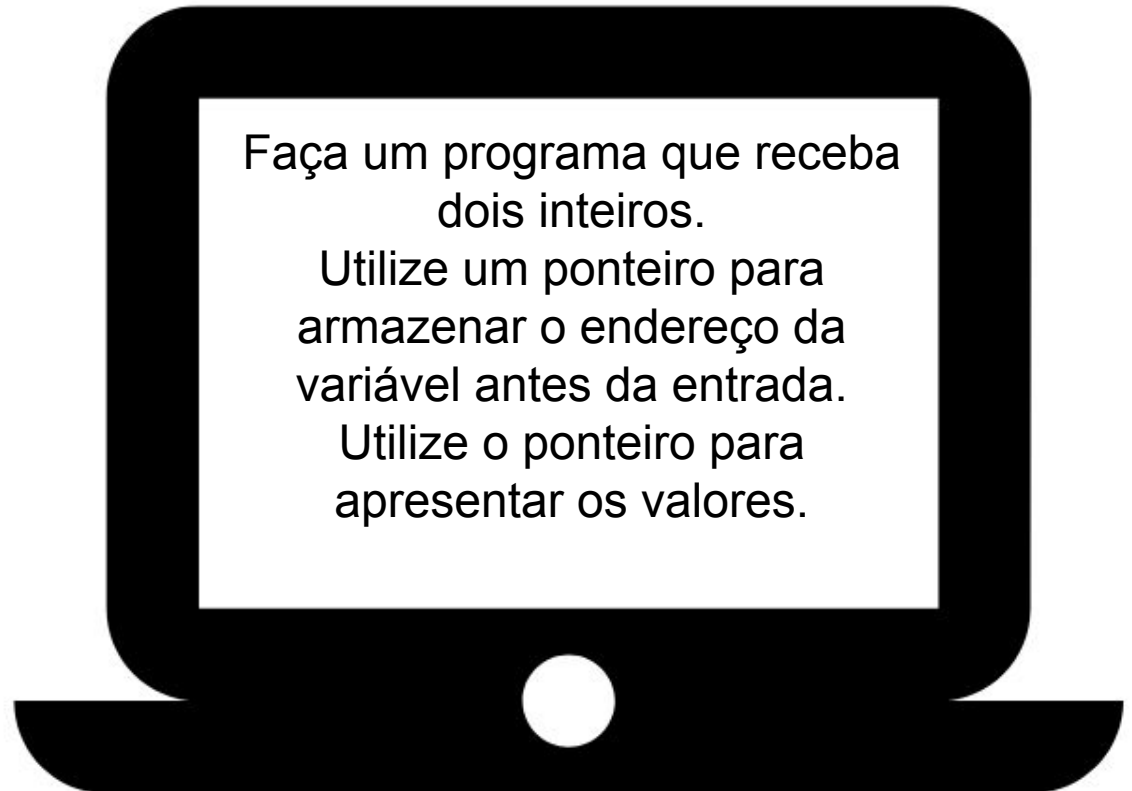 Faça um programa que receba
dois inteiros.
Utilize um ponteiro para
armazenar o endereço da
variável antes da entrada.
Utilize o ponteiro para
apresentar os valores.